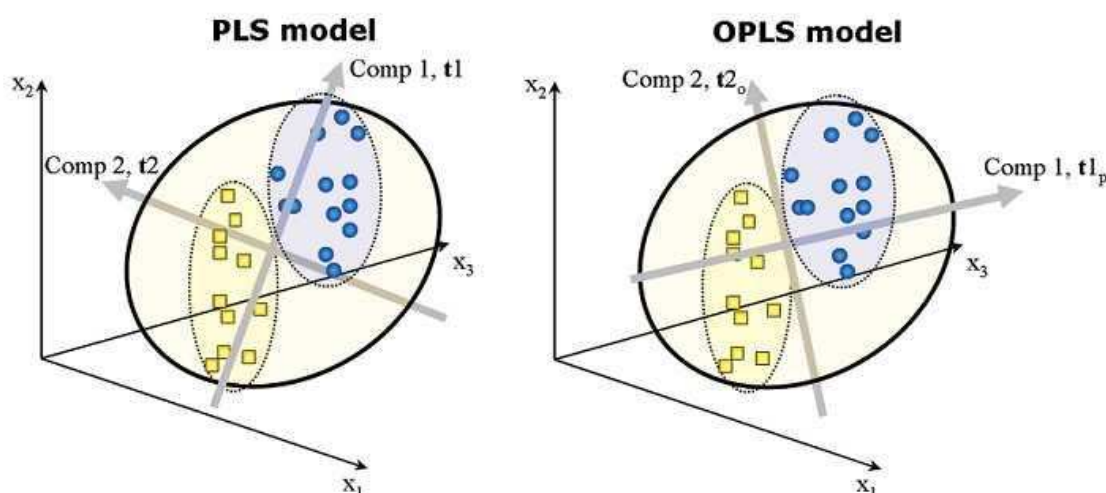 PLS model
x2
Comp 1, t1
Comp 2, t2
x3
x1
OPLS model
x2
Comp 2, t2o
Comp 1, t1p
x3
x1